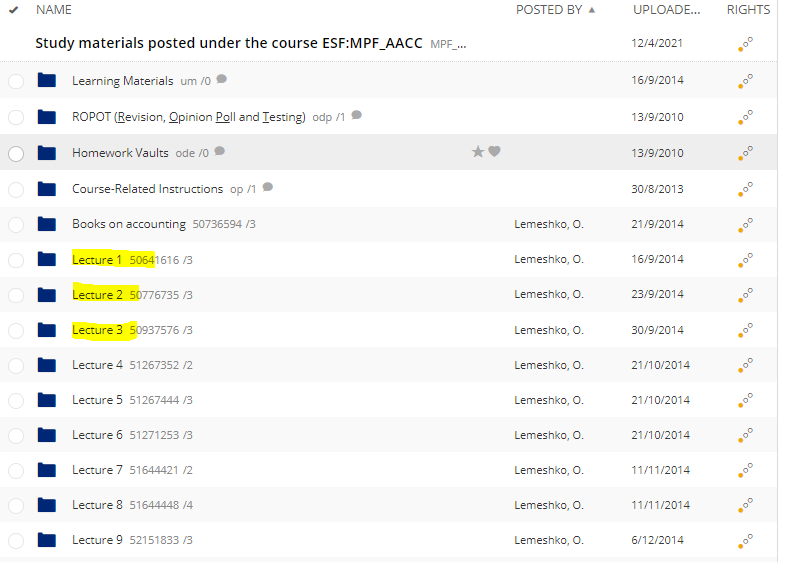 NAME POSTED BY ▲ UPLOADE... RIGHTS
Study materials posted under the course ESF:MPF_AACC MPF_... 12/4/2021
Learning Materials um /0 16/9/2014
ROPOT (Revision, Opinion Poll and Testing) odp /1 13/9/2010
Homework Vaults ode /0 13/9/2010
Course-Related Instructions op /1 30/8/2013
Books on accounting 50736594 /3 Lemeshko, O. 21/9/2014
Lecture 1 50641616 /3 Lemeshko, O. 16/9/2014
Lecture 2 50776735 /3 Lemeshko, O. 23/9/2014
Lecture 3 50937576 /3 Lemeshko, O. 30/9/2014
Lecture 4 51267352 /2 Lemeshko, O. 21/10/2014
Lecture 5 51267444 /3 Lemeshko, O. 21/10/2014
Lecture 6 51271253 /3 Lemeshko, O. 21/10/2014
Lecture 7 51644421 /2 Lemeshko, O. 11/11/2014
Lecture 8 51644448 /4 Lemeshko, O. 11/11/2014
Lecture 9 52151833 /3 Lemeshko, O. 6/12/2014